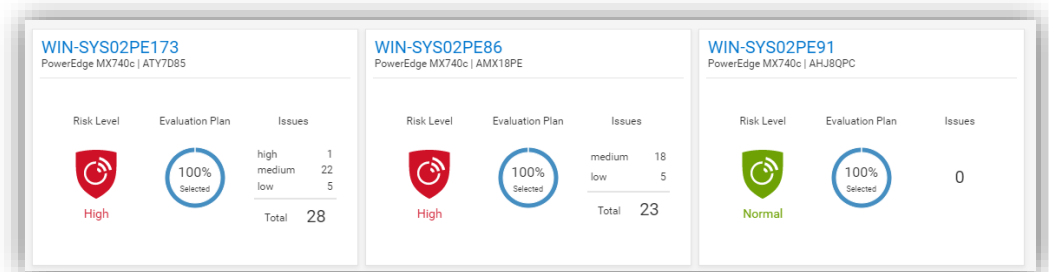 WIN-SYS02PE173
PowerEdge MX740c | ATY7D85
Risk Level Evaluation Plan Issues
high 1
medium 22
low 5
100%
Selected
High
Total 28
WIN-SYS02PE86
PowerEdge MX740c | AMX18PE
Risk Level Evaluation Plan Issues
medium 18
low 5
100%
Selected
High
Total 23
WIN-SYS02PE91
PowerEdge MX740c | AHJ8QPC
Risk Level Evaluation Plan Issues
100%
Selected
0
Normal